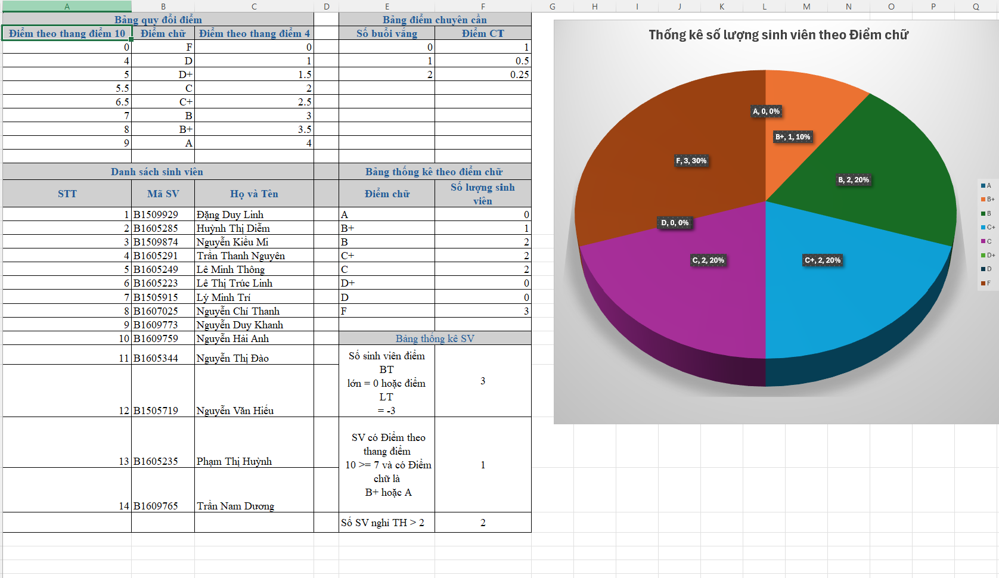 A B C D E F G H I J K L M N O P Q
Bảng quy đổi điểm Bảng điểm chuyên cần
Điểm theo thang điểm 10 Điểm chữ Điểm theo thang điểm 4 Số buổi vắng Điểm CT
0 F 0 0 1
4 D 1 1 0.5
5 D+ 1.5 2 0.25
5.5 C 2
6.5 C+ 2.5
7 B 3
8 B+ 3.5
9 A 4
Danh sách sinh viên Bảng thống kê theo điểm chữ
STT Mã SV Họ và Tên Điểm chữ Số lượng sinh
viên
1 B1509929 Đặng Duy Linh A 0
2 B1605285 Huỳnh Thị Diễm B+ 1
3 B1509874 Nguyễn Kiều Mi B 2
4 B1605291 Trần Thanh Nguyên C+ 2
5 B1605249 Lê Minh Thông C 2
6 B1605223 Lê Thị Trúc Linh D+ 0
7 B1505915 Lý Minh Trí D 0
8 B1607025 Nguyễn Chí Thanh F 3
9 B1609773 Nguyễn Duy Khanh
10 B1609759 Nguyễn Hải Anh Bảng thống kê SV
11 B1605344 Nguyễn Thị Đào
12 B1505719 Nguyễn Văn Hiếu
13 B1605235 Phạm Thị Huỳnh
14 B1609765 Trần Nam Dương
Số sinh viên điểm
BT
lớn = 0 hoặc điểm
LT
= -3
3
SV có Điểm theo
thang điểm
10 >= 7 và có Điểm
chữ là
B+ hoặc A
1
Số SV nghỉ TH > 2 2
Thống kê số lượng sinh viên theo Điểm chữ
A, 0, 0%
B+, 1, 10%
F, 3, 30%
B, 2, 20%
D, 0, 0%
C, 2, 20%
C+, 2, 20%
A
B+
B
C+
C
D+
D
F